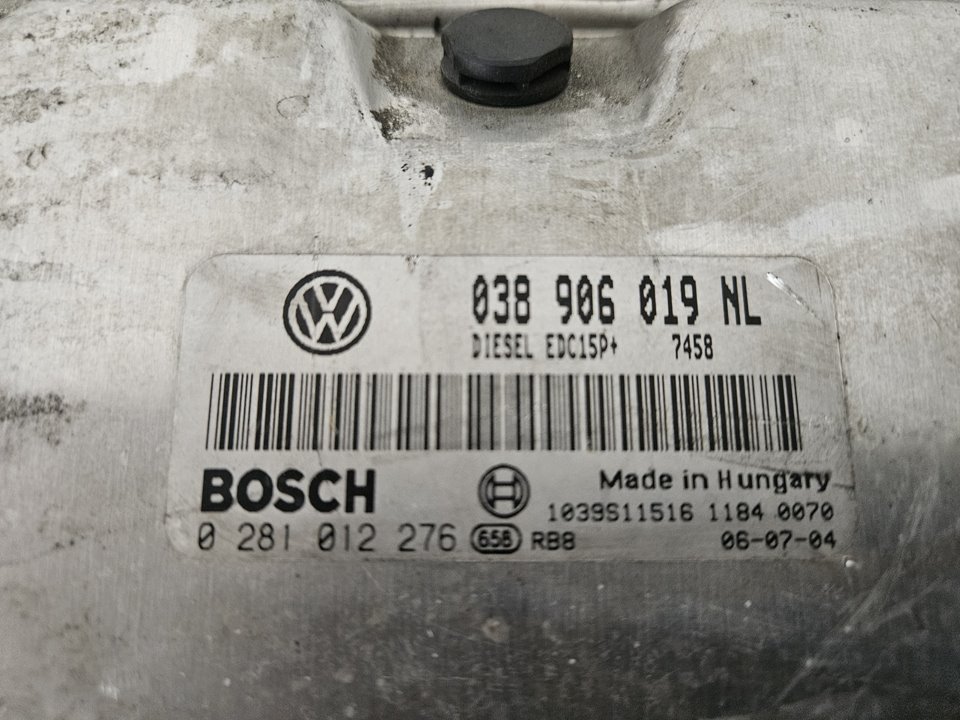 038 906 019 NL
DIESEL EDC15P+ 7458
BOSCH
Made in Hungary
1039S11516 1184 0070
0 281 012 276 658 RB8 06-07-04